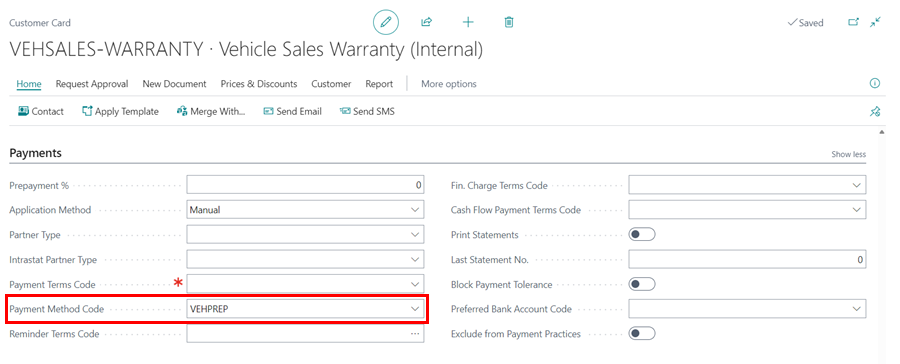 Customer Card
Saved
VEHSALES-WARRANTY · Vehicle Sales Warranty (Internal)
Home Request Approval New Document Prices & Discounts Customer Report More options
Contact Apply Template Merge With... Send Email Send SMS
Payments
Show less
Prepayment % 0
Application Method Manual
Partner Type
Intrastat Partner Type
Payment Terms Code *
Payment Method Code VEHPREP
Reminder Terms Code ...
Fin. Charge Terms Code
Cash Flow Payment Terms Code
Print Statements
Last Statement No. 0
Block Payment Tolerance
Preferred Bank Account Code
Exclude from Payment Practices